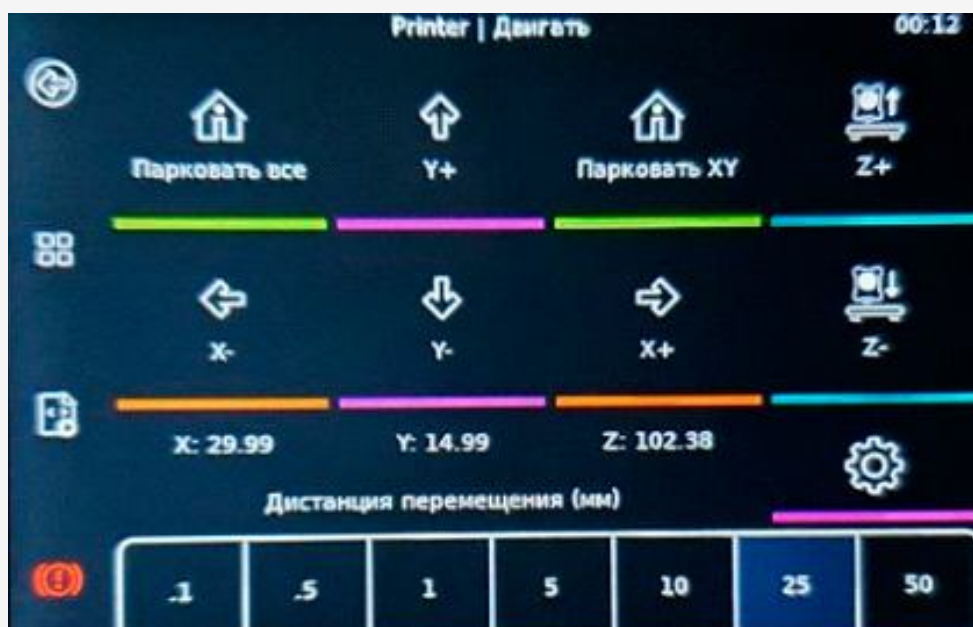 Printer | Двигать 00:12
Парковать все Y+ Парковать XY Z+
X- Y- X+ Z-
X: 29.99 Y: 14.99 Z: 102.38
Дистанция перемещения (мм)
.1 .5 1 5 10 25 50